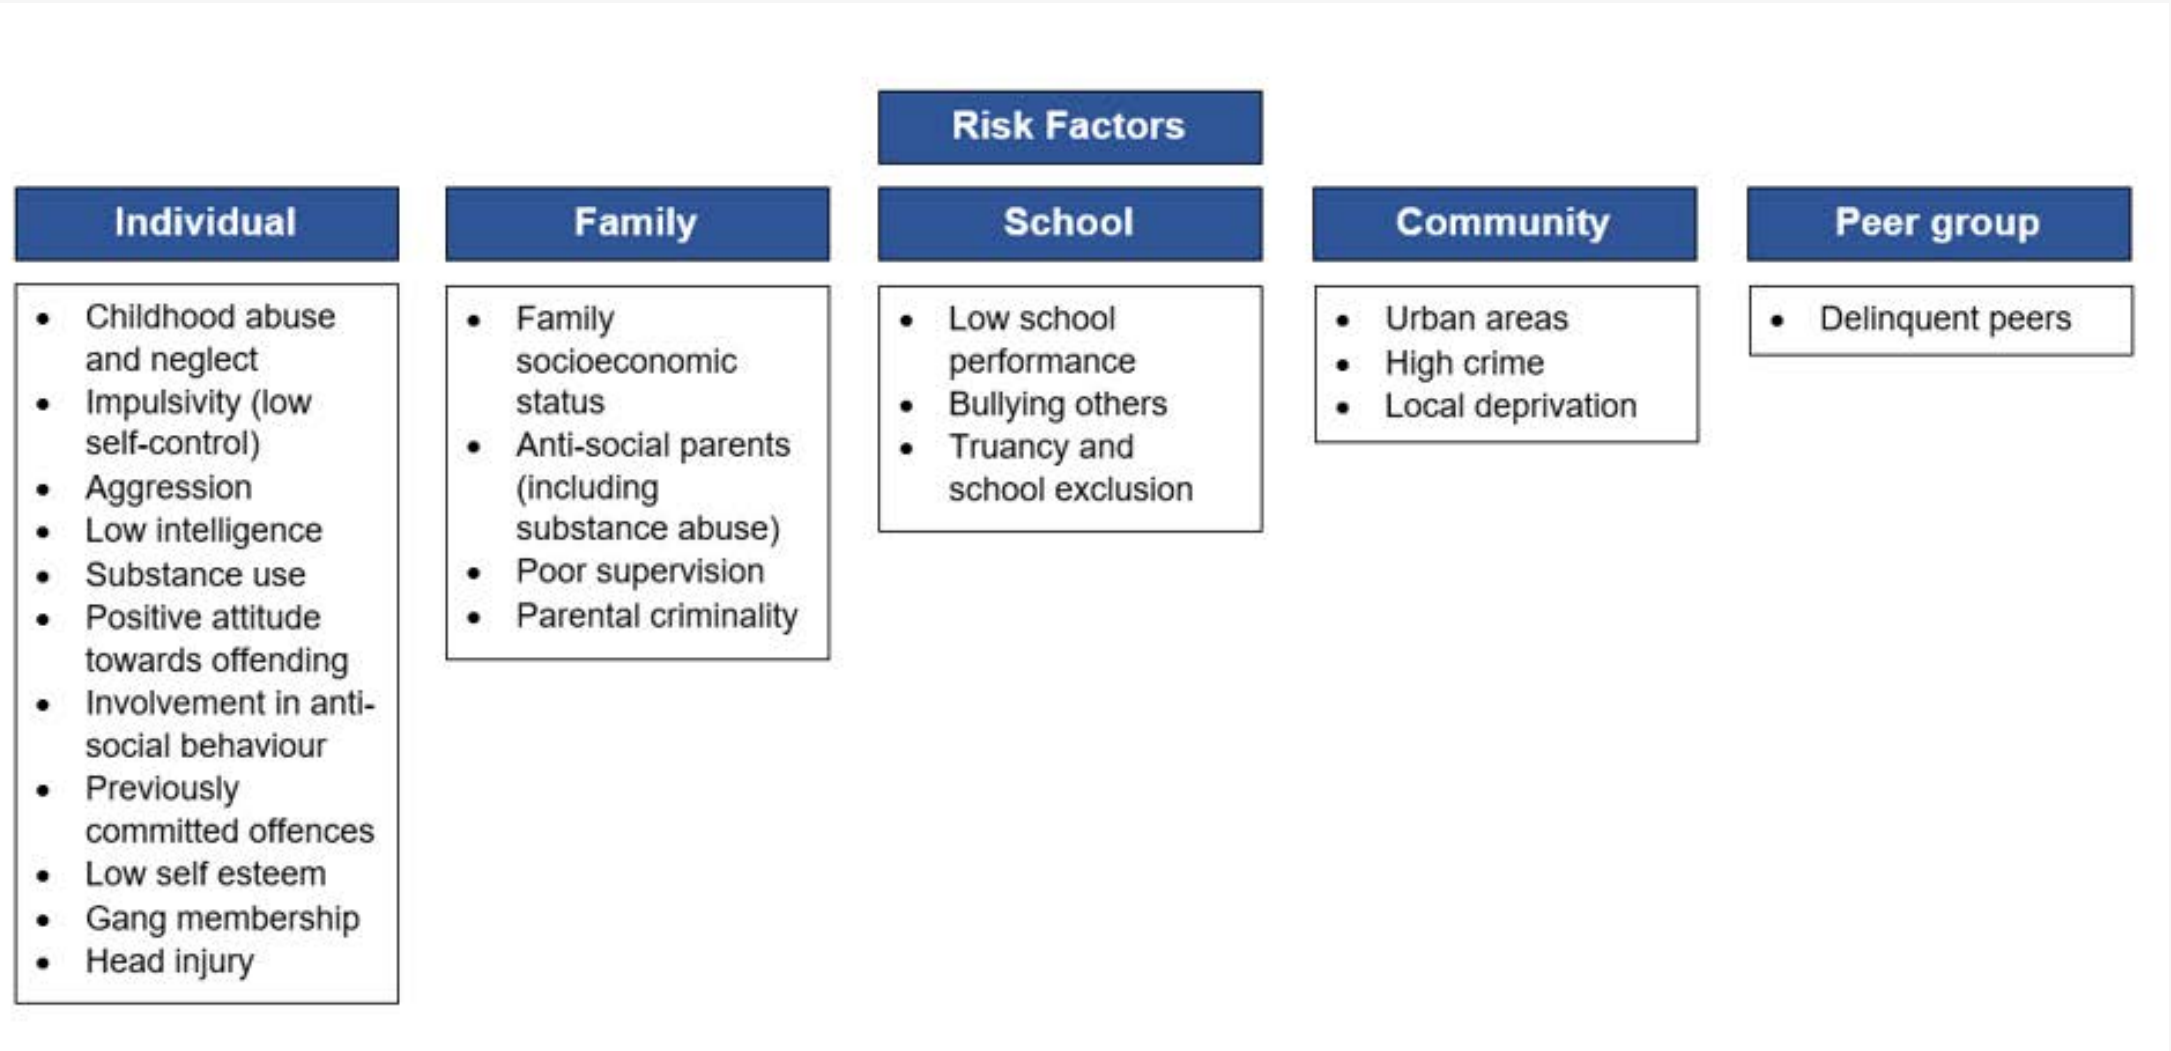 Risk Factors
Individual
Family
School
Community
Peer group
• Childhood abuse
and neglect
• Impulsivity (low
self-control)
• Aggression
• Low intelligence
• Substance use
• Positive attitude
towards offending
• Involvement in anti-
social behaviour
• Previously
committed offences
• Low self esteem
• Gang membership
• Head injury
• Family
socioeconomic
status
• Anti-social parents
(including
substance abuse)
• Poor supervision
• Parental criminality
• Low school
performance
• Bullying others
• Truancy and
school exclusion
• Urban areas
• High crime
• Local deprivation
• Delinquent peers